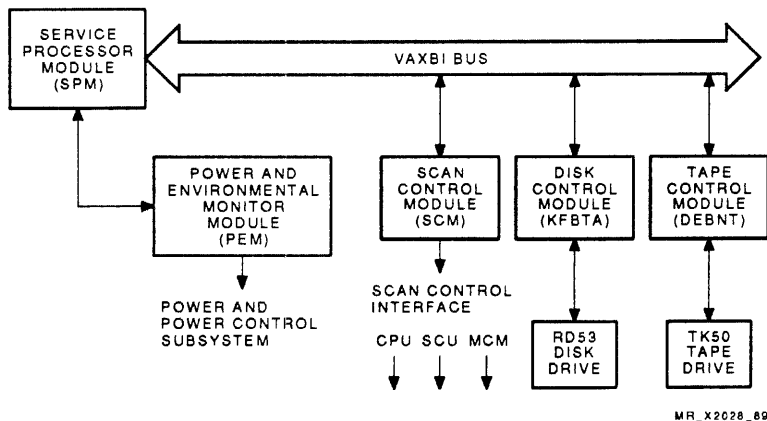 SERVICE
PROCESSOR
MODULE
(SPM)
VAXBI BUS
POWER AND
ENVIRONMENTAL
MONITOR
MODULE
(PEM)
SCAN
CONTROL
MODULE
(SCM)
DISK
CONTROL
MODULE
(KFBTA)
TAPE
CONTROL
MODULE
(DEBNT)
POWER AND
POWER CONTROL
SUBSYSTEM
SCAN CONTROL
INTERFACE
CPU SCU MCM
RD53
DISK
DRIVE
TK50
TAPE
DRIVE
MR_X2028_89